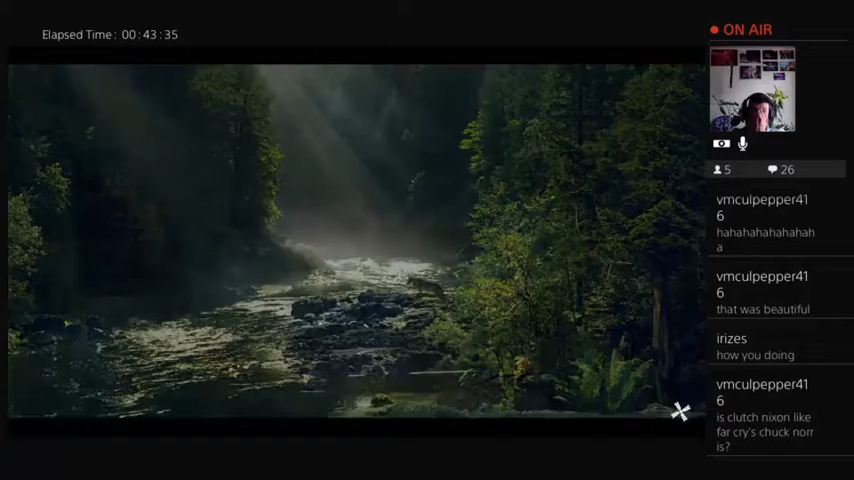 Elapsed Time: 00:43:35
ON AIR
5 26
vmculpepper41
6
hahahahahahah
a
vmculpepper41
6
that was beautiful
irizes
how you doing
vmculpepper41
6
is clutch nixon like
far cry's chuck norr
is?